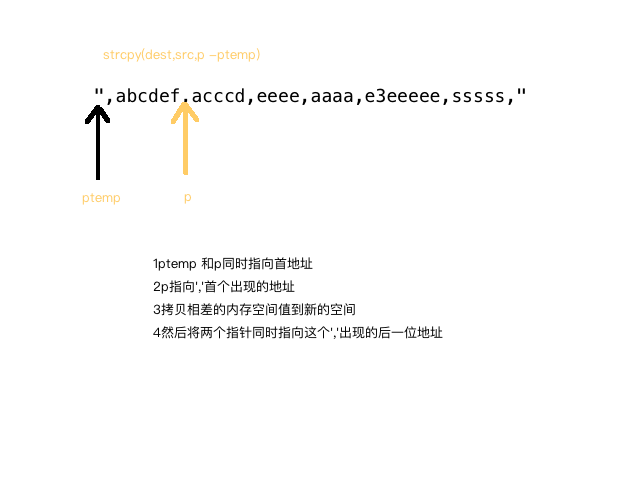 strcpy(dest,src,p -ptemp)
",abcdef,acccd,eeee,aaaa,e3eeeee,sssss,"
ptemp
p
1ptemp 和p同时指向首地址
2p指向','首个出现的地址
3拷贝相差的内存空间值到新的空间
4然后将两个指针同时指向这个','出现的后一位地址